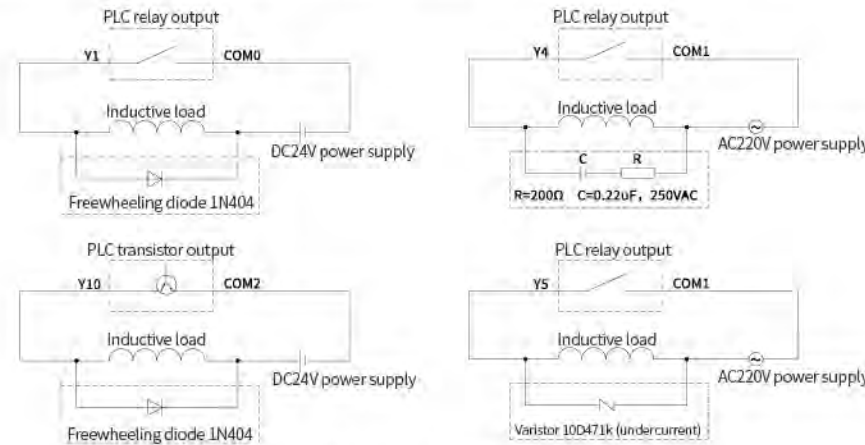 PLC relay output
Y1
COM0
Inductive load
DC24V power supply
Freewheeling diode 1N404
PLC relay output
Y4
COM1
Inductive load
AC220V power supply
C
R
R=200Ω C=0.22uF, 250VAC
PLC transistor output
Y10
COM2
Inductive load
DC24V power supply
Freewheeling diode 1N404
PLC relay output
Y5
COM1
Inductive load
AC220V power supply
Varistor 10D471k (undercurrent)